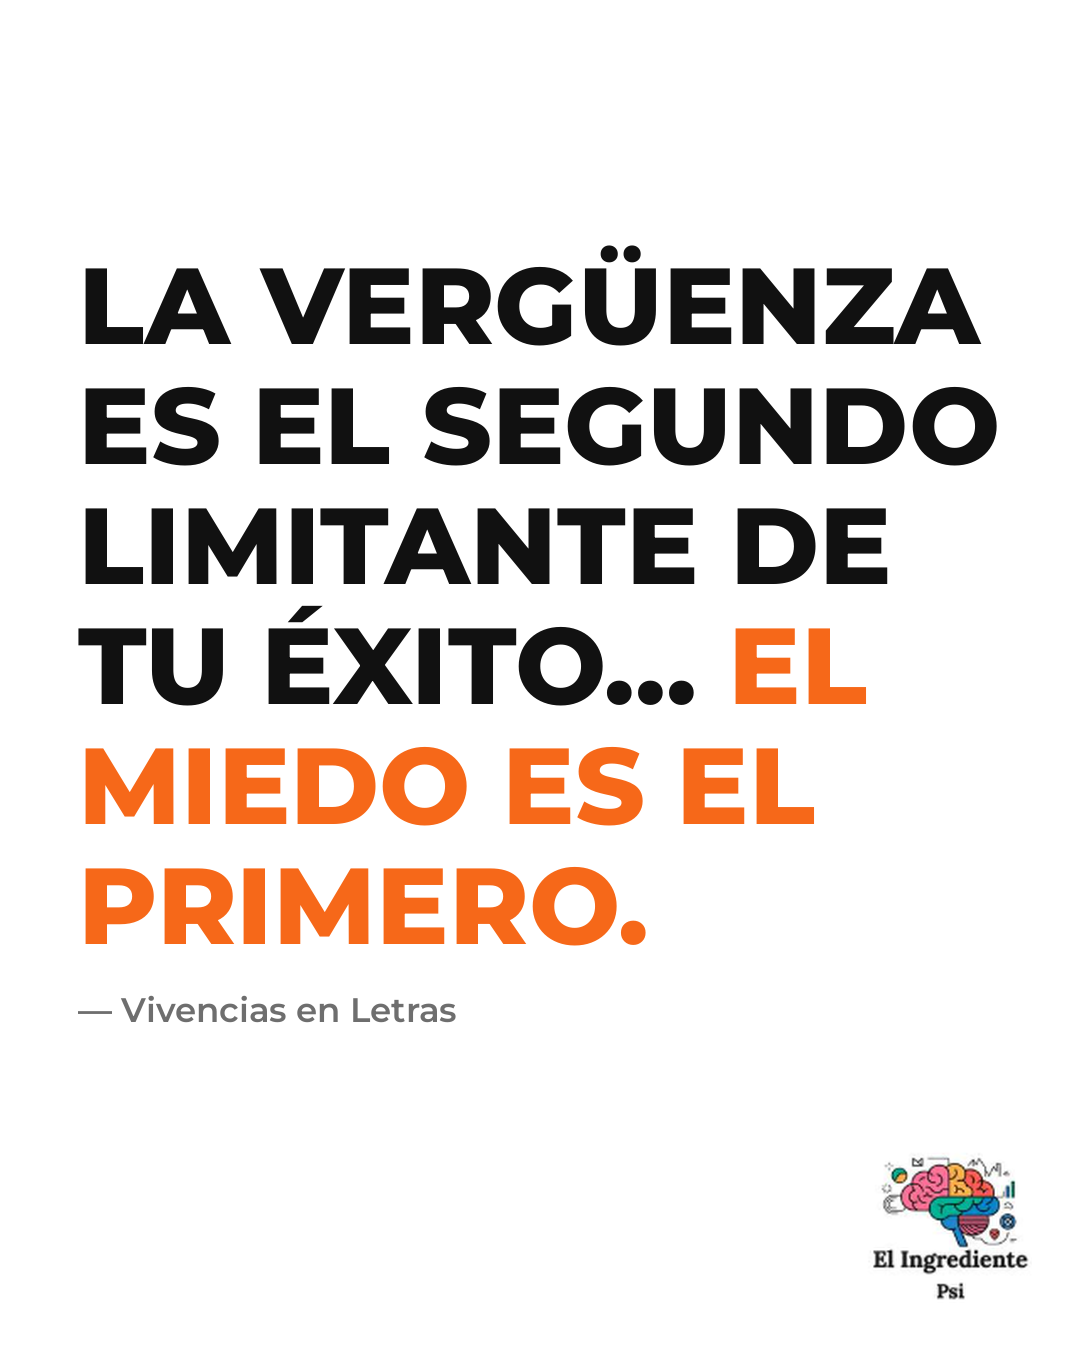 LA VERGÜENZA
ES EL SEGUNDO
LIMITANTE DE
TU ÉXITO... EL
MIEDO ES EL
PRIMERO.
— Vivencias en Letras
El Ingrediente
Psi